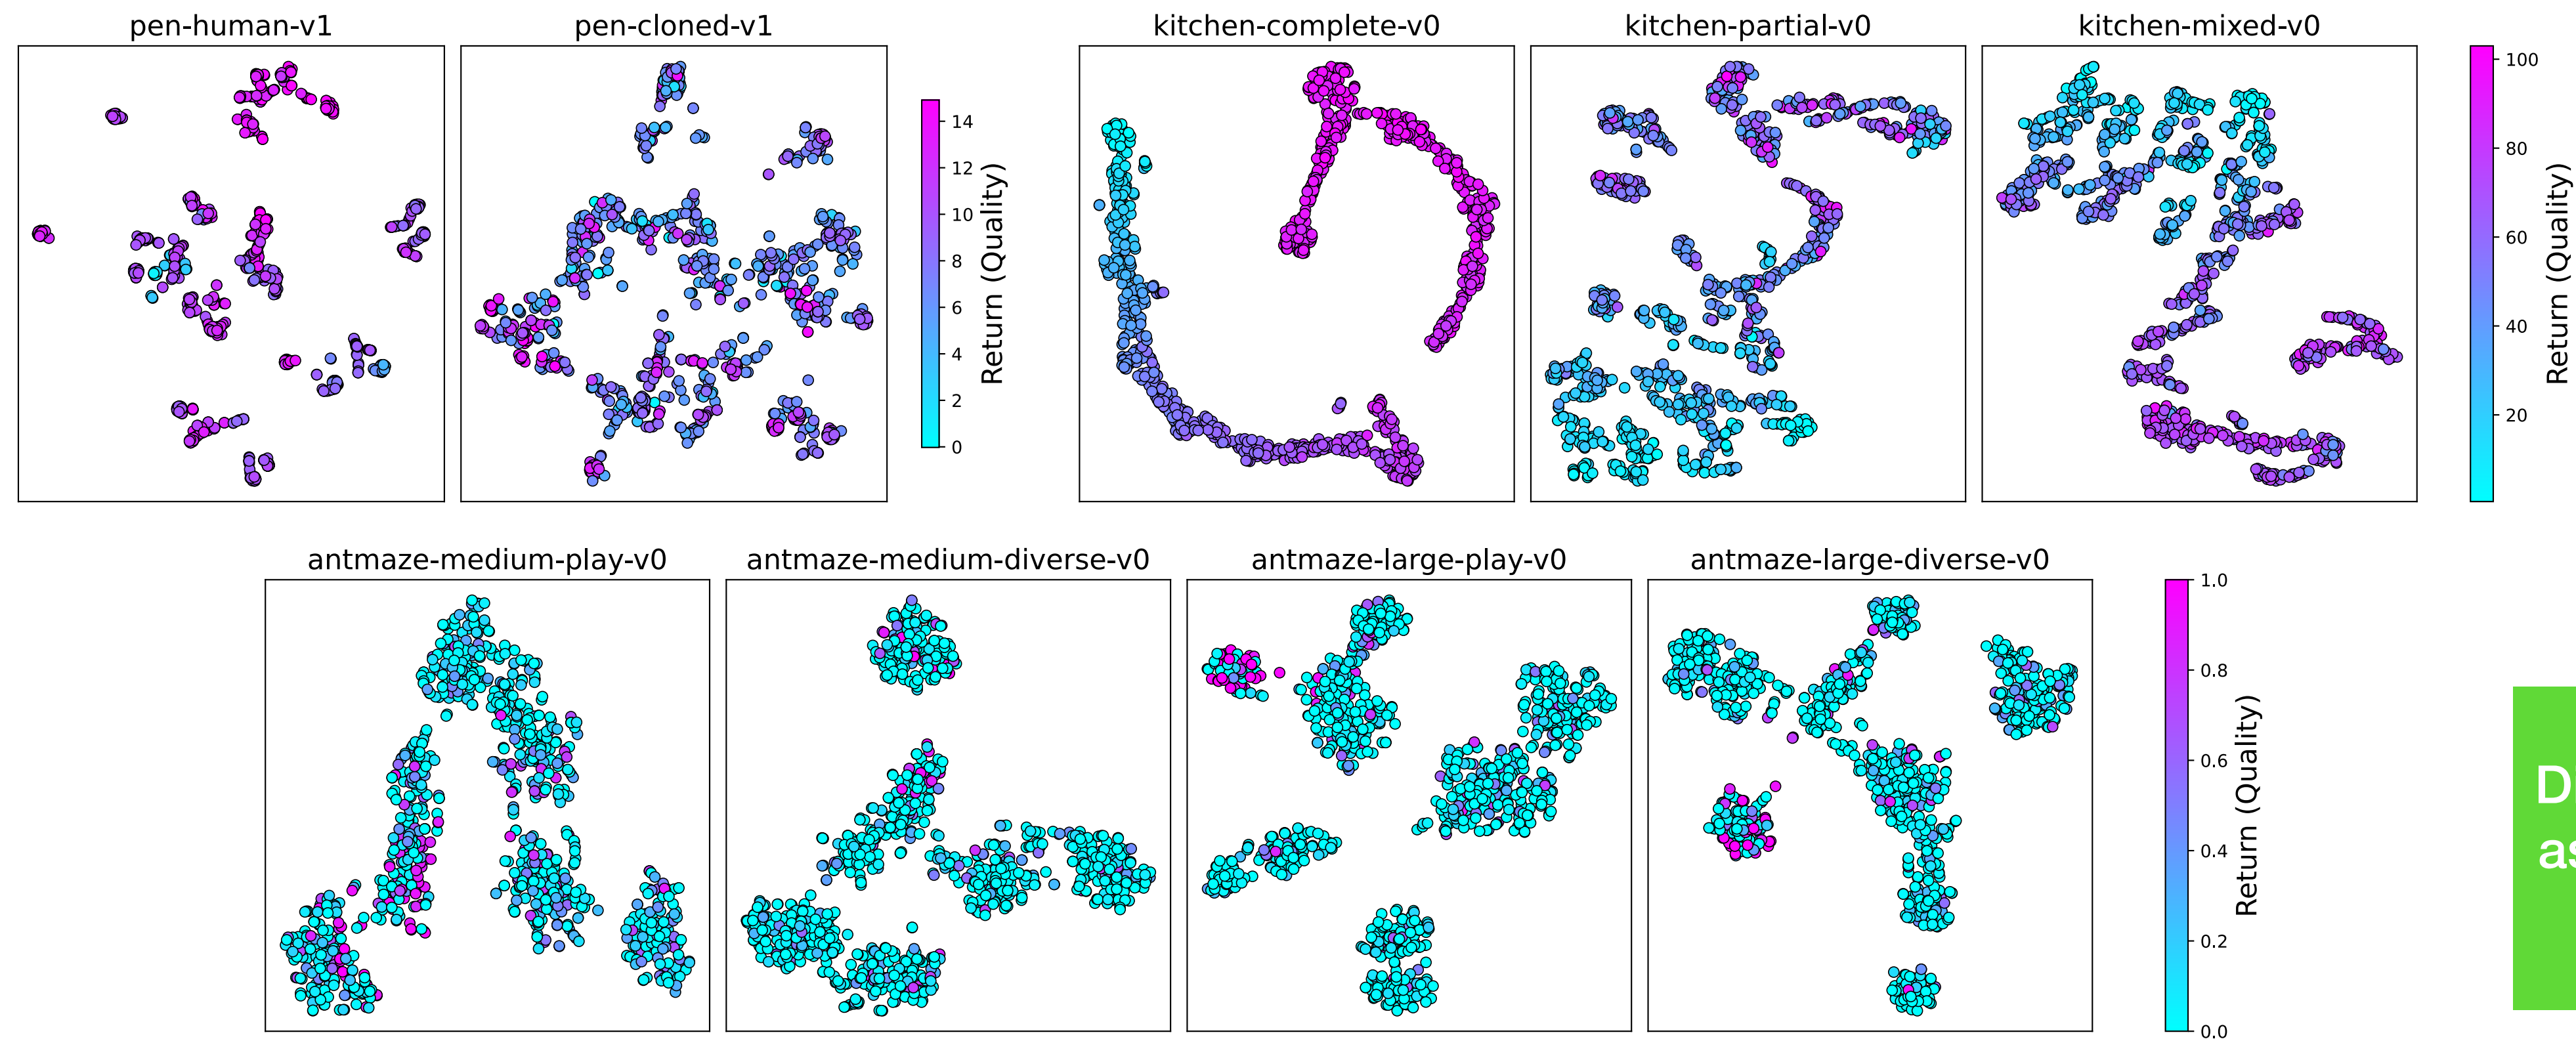 pen-human-v1
pen-cloned-v1
kitchen-complete-v0
kitchen-partial-v0
kitchen-mixed-v0
14
12
10
8
6
4
2
0
Return (Quality)
100
80
60
40
20
Return (Quality)
antmaze-medium-play-v0
antmaze-medium-diverse-v0
antmaze-large-play-v0
antmaze-large-diverse-v0
1.0
0.8
0.6
0.4
0.2
0.0
Return (Quality)